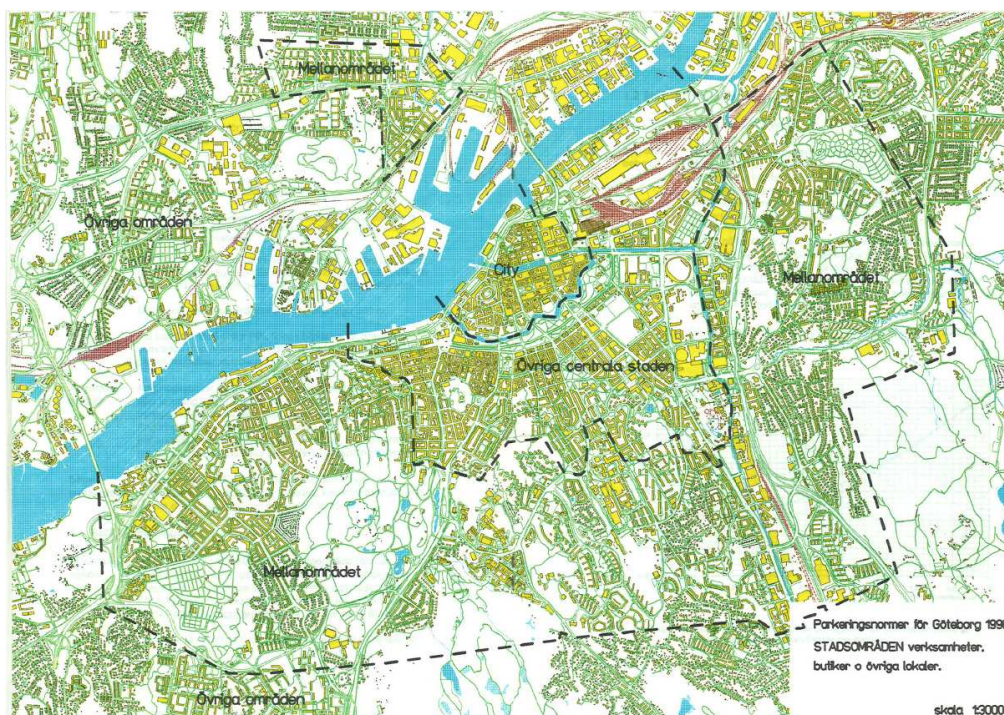 Mellanområdet
Övriga områden
City
Mellanområdet
Övriga centrala staden
Mellanområdet
Övriga områden
Parkeringsnormer för Göteborg
STADSOMRÅDEN verksamheter,
butiker o övriga lokaler.
skala